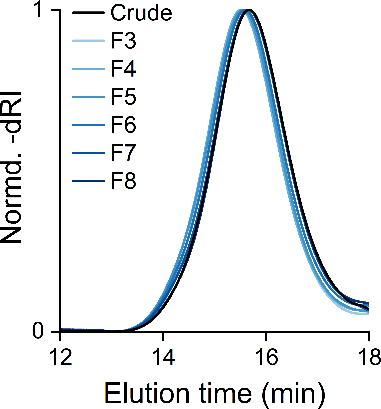 Normd. -dRI
1
0
Crude
F3
F4
F5
F6
F7
F8
12 14 16 18
Elution time (min)